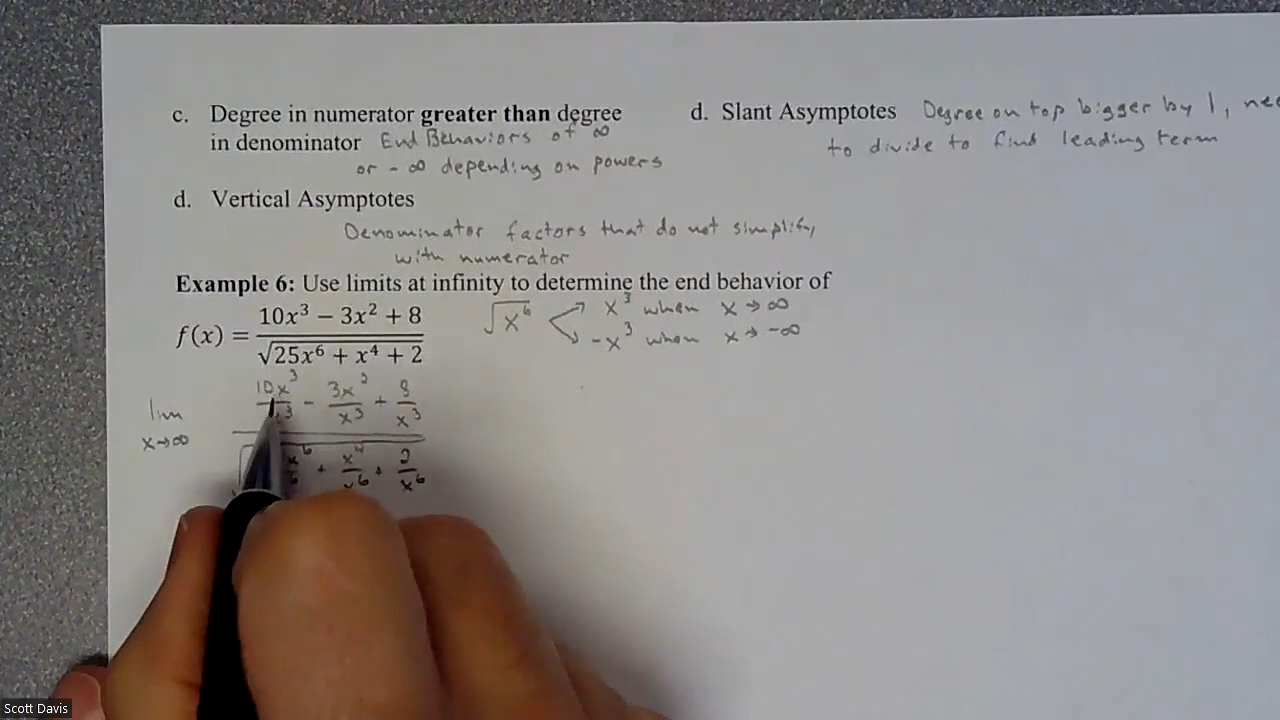 c. Degree in numerator greater than degree
in denominator End Behaviors of ∞
or - ∞ depending on powers
d. Slant Asymptotes Degree on top bigger by 1,
to divide to find leading term
d. Vertical Asymptotes
Denominator factors that do not simplify
with numerator
Example 6: Use limits at infinity to determine the end behavior of
f(x) = (10x³ − 3x² + 8) / √(25x⁶ + x⁴ + 2)
√x⁶ x³ when x → ∞
-x³ when x → -∞
lim x→∞
10x³/x³ - 3x²/x³ + 8/x³
x⁶ + x⁴/x⁶ + 2/x⁶
Scott Davis